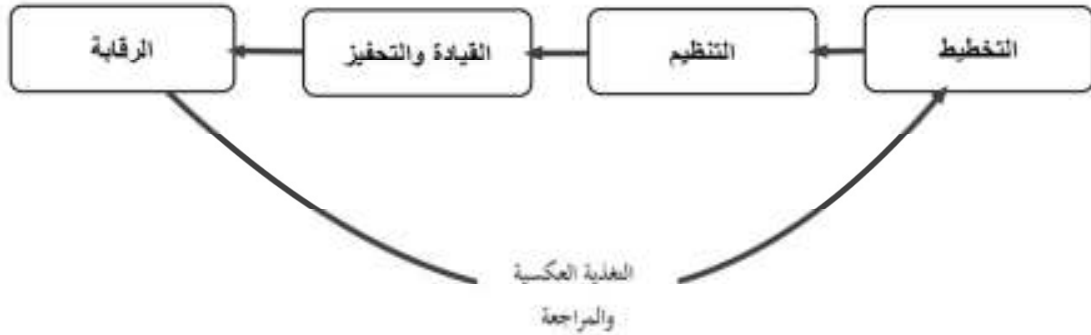 التخطيط
التنظيم
القيادة والتحفيز
الرقابة
التغذية العكسية
والمراجعة